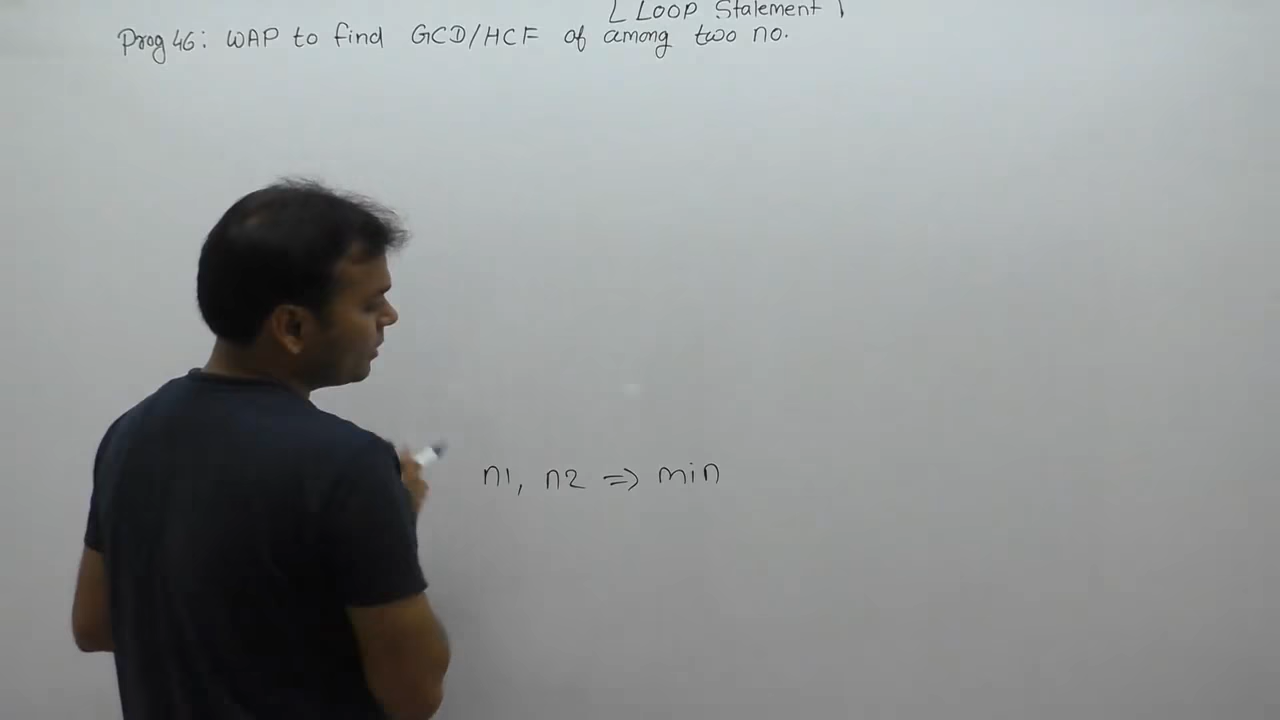 [ LOOP Statement ]
Prog 46: WAP to find GCD/HCF of among two no.
n1, n2 => min